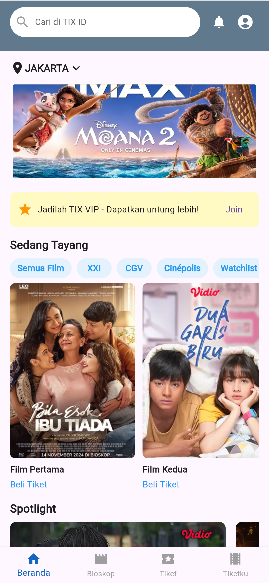 Cari di TIX ID
JAKARTA
IMAX
Disney
MOANA 2
ONLY IN CINEMAS
Jadilah TIX VIP - Dapatkan untung lebih!
Join
Sedang Tayang
Semua Film
XXI
CGV
Cinépolis
Watchlist
LEO
Bila Esok
IBU TIADA
14 NOVEMBER 2024 DI BIOSKOP
Vidio
DUA
GARIS
BIRU
Film Pertama
Film Kedua
Beli Tiket
Beli Tiket
Spotlight
Vidio
Beranda
Bioskop
Tiket
Tiketku